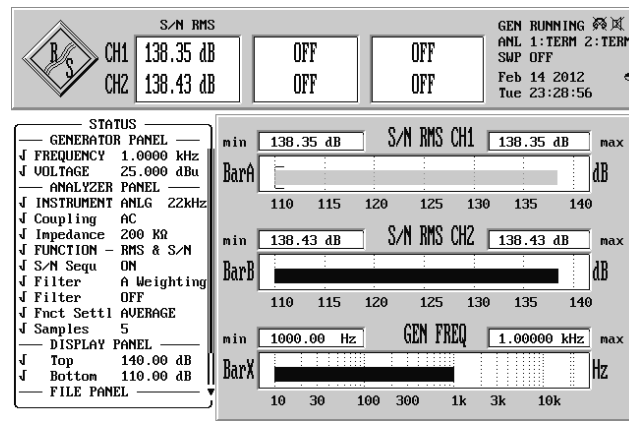 S/N RMS
R S
CH1 138.35 dB OFF OFF
CH2 138.43 dB OFF OFF
GEN RUNNING
ANL 1:TERM 2:TERM
SWP OFF
Feb 14 2012
Tue 23:28:56
STATUS
GENERATOR PANEL
FREQUENCY 1.0000 kHz
VOLTAGE 25.000 dBu
ANALYZER PANEL
INSTRUMENT ANLG 22kHz
Coupling AC
Impedance 200 KΩ
FUNCTION - RMS & S/N
S/N Sequ ON
Filter A Weighting
Filter OFF
Fnct Settl AVERAGE
Samples 5
DISPLAY PANEL
Top 140.00 dB
Bottom 110.00 dB
FILE PANEL
min 138.35 dB S/N RMS CH1 138.35 dB max
BarA dB
110 115 120 125 130 135 140
min 138.43 dB S/N RMS CH2 138.43 dB max
BarB dB
110 115 120 125 130 135 140
min 1000.00 Hz GEN FREQ 1.00000 kHz max
BarX Hz
10 30 100 300 1k 3k 10k